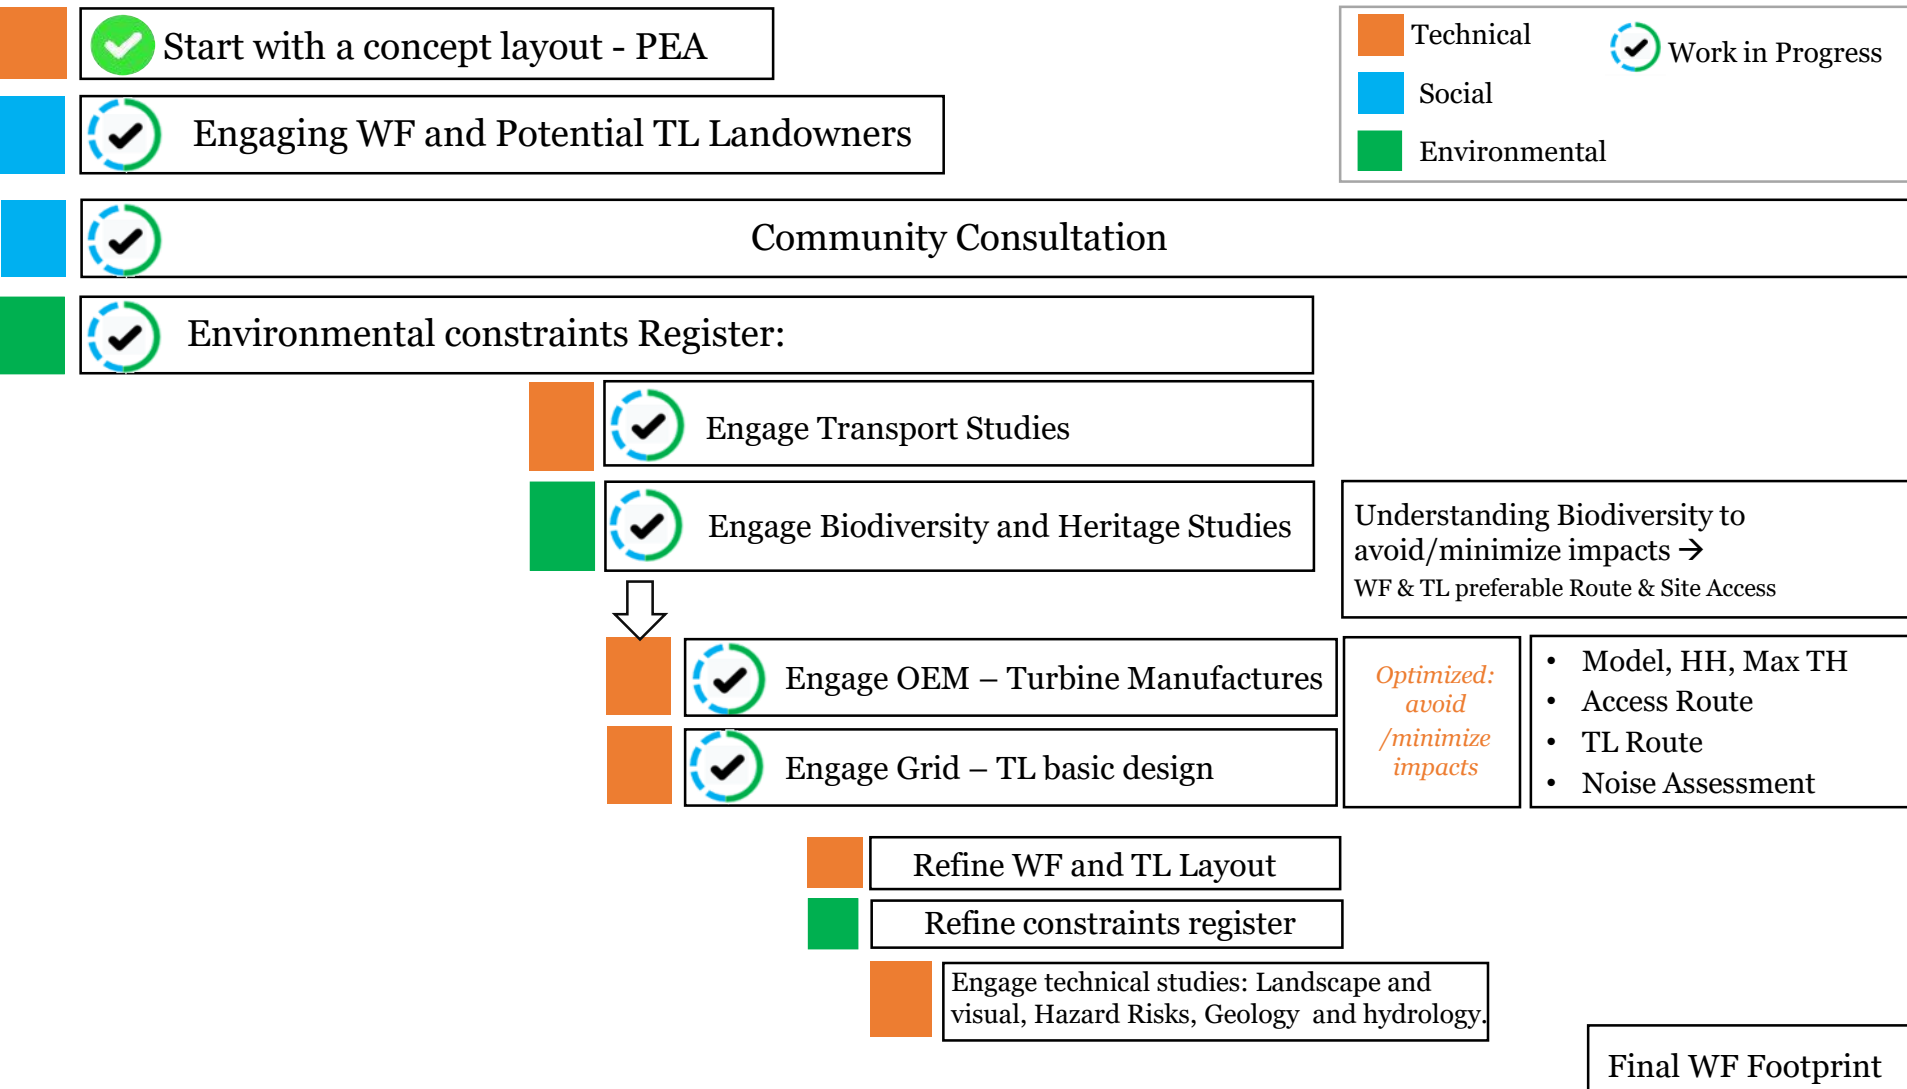 Start with a concept layout - PEA
Technical
Work in Progress
Social
Environmental
Engaging WF and Potential TL Landowners
Community Consultation
Environmental constraints Register:
Engage Transport Studies
Engage Biodiversity and Heritage Studies
Understanding Biodiversity to
avoid/minimize impacts →
WF & TL preferable Route & Site Access
Engage OEM – Turbine Manufactures
Engage Grid – TL basic design
Optimized:
avoid
/minimize
impacts
• Model, HH, Max TH
• Access Route
• TL Route
• Noise Assessment
Refine WF and TL Layout
Refine constraints register
Engage technical studies: Landscape and
visual, Hazard Risks, Geology and hydrology.
Final WF Footprint